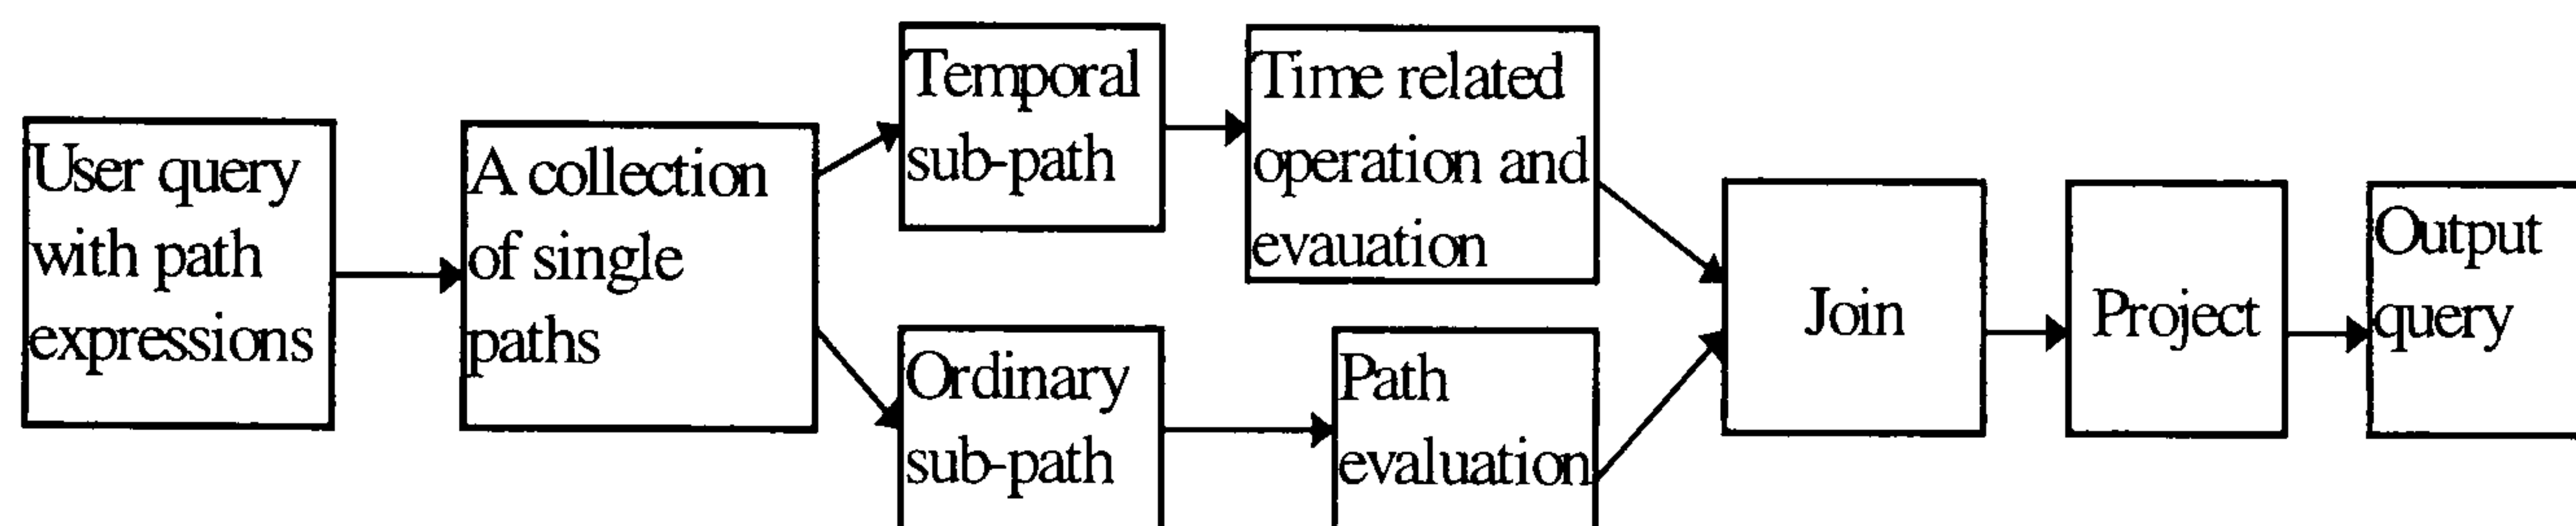 User query
with path
expressions
A collection
of single
paths
Temporal
sub-path
Time related
operation and
evauation
Ordinary
sub-path
Path
evaluation
Join
Project
Output
query